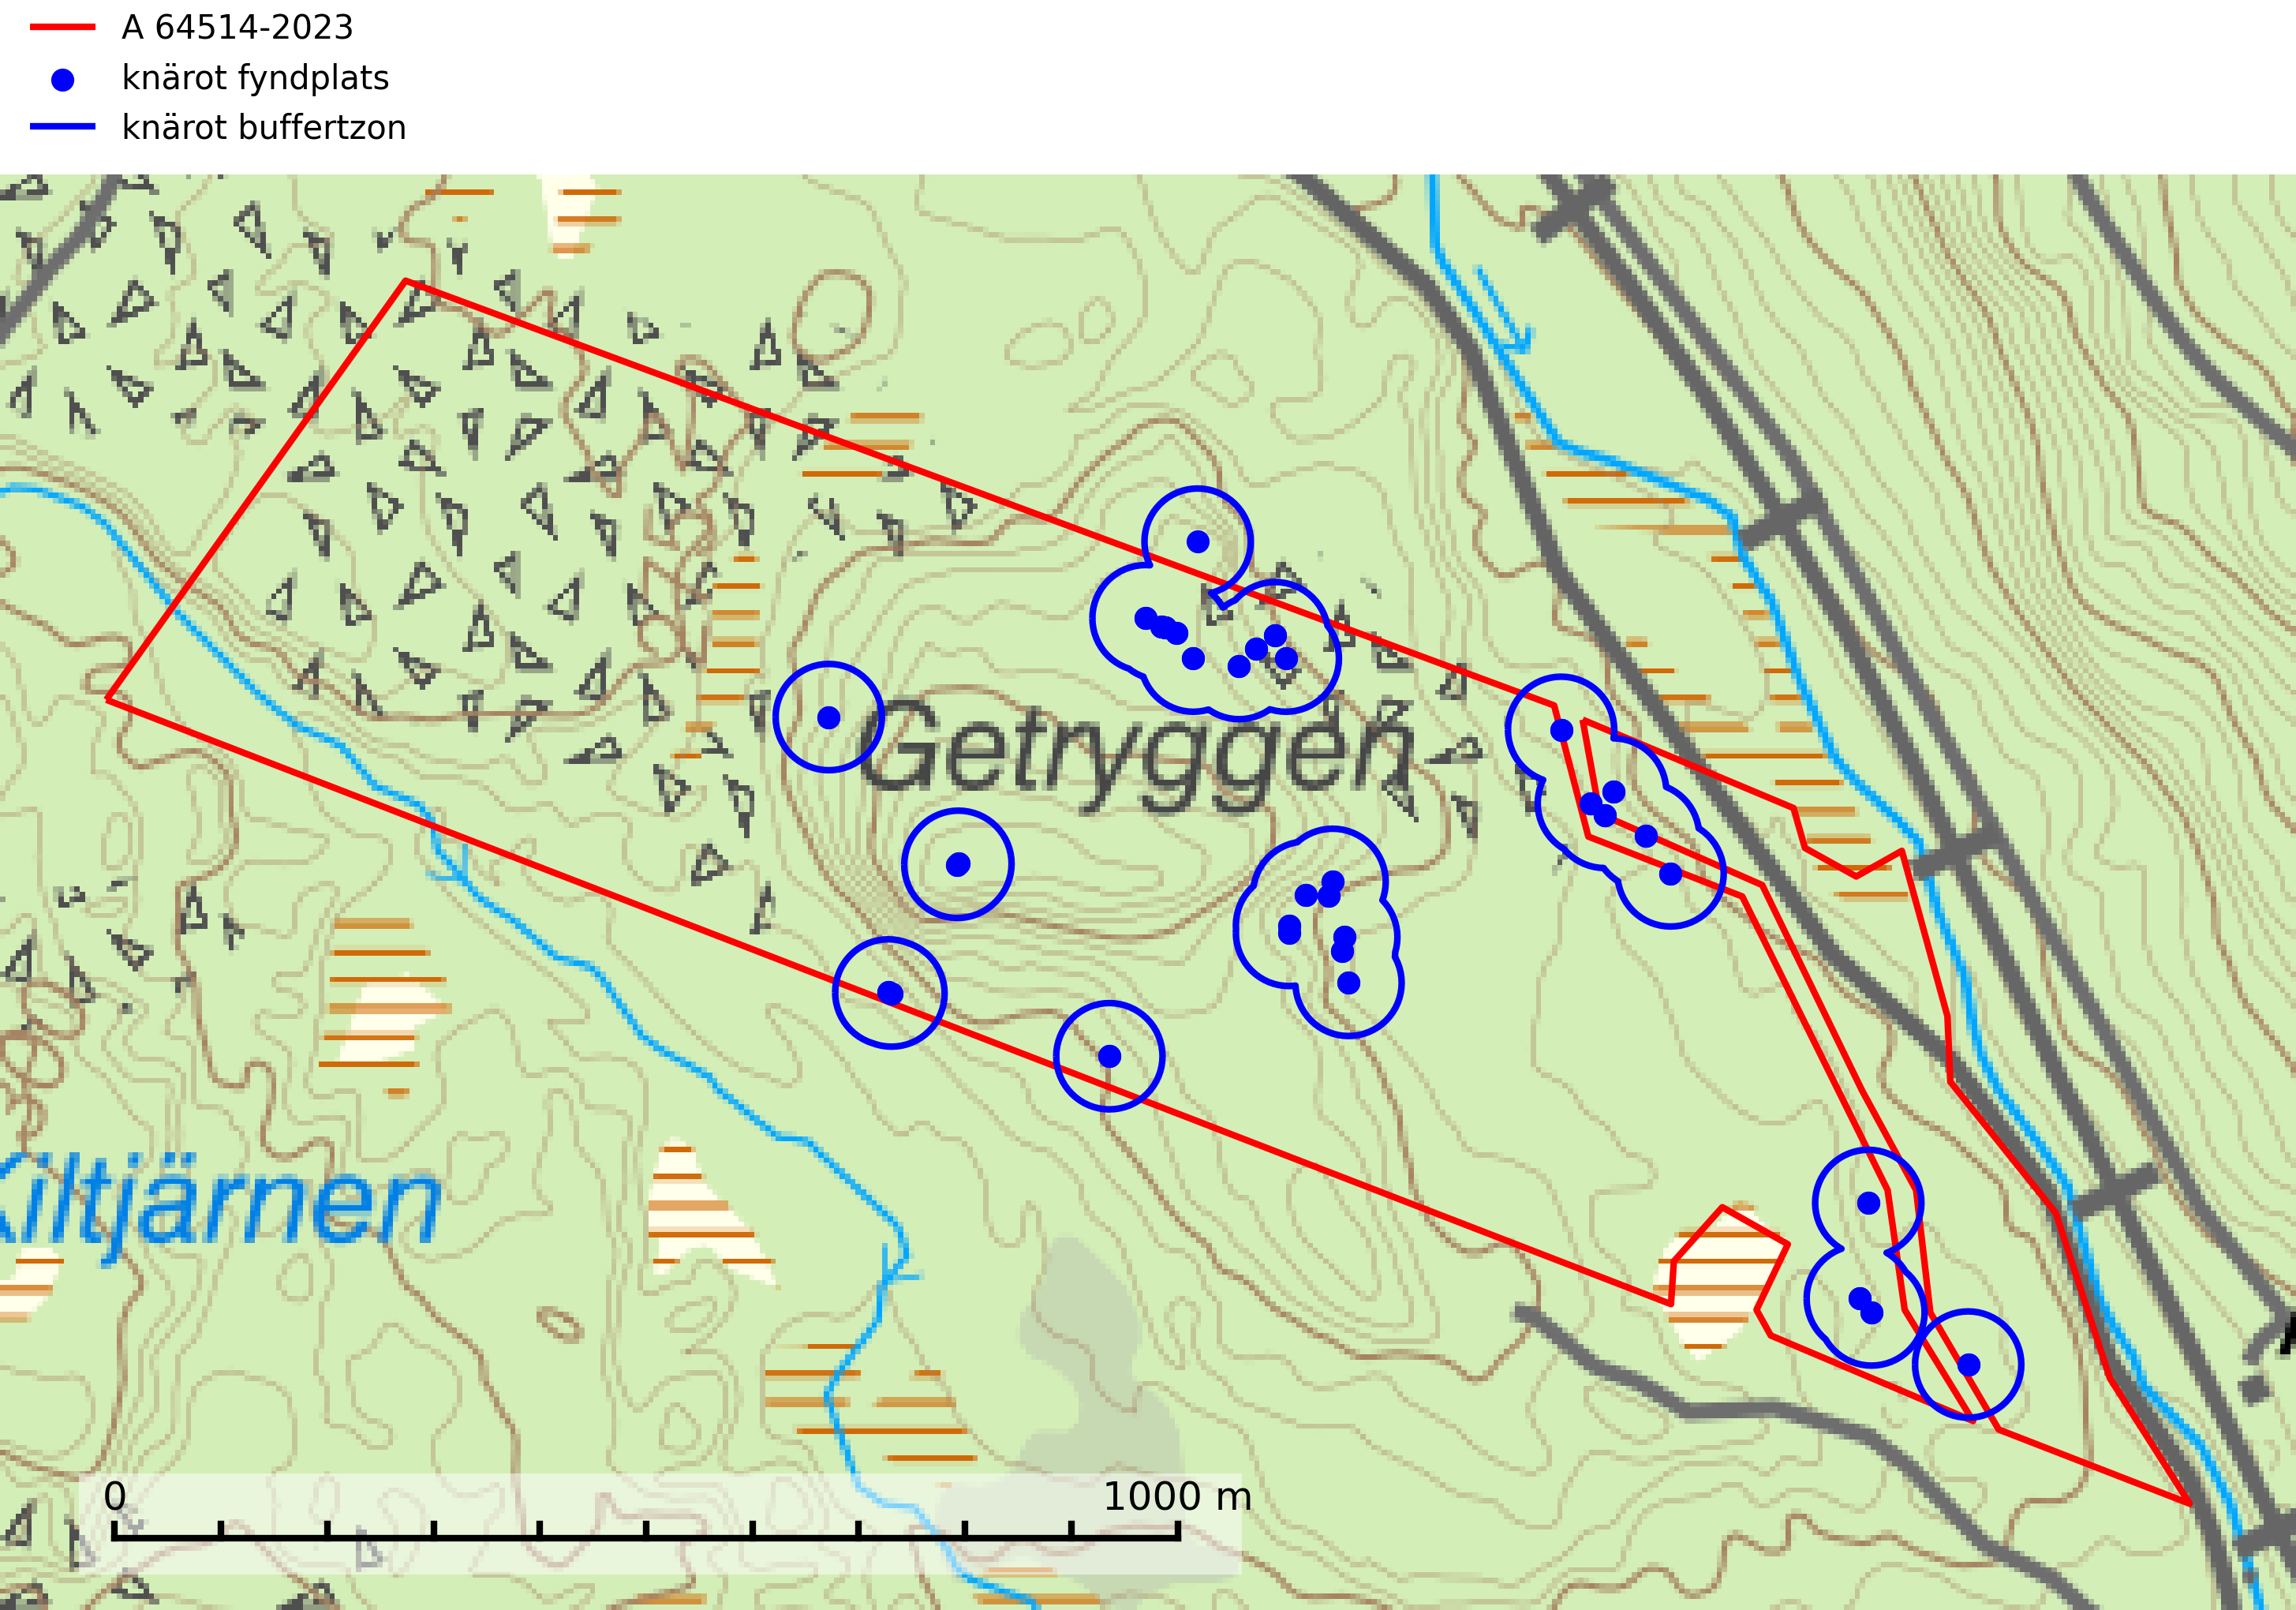 A 64514-2023
knärot fyndplats
knärot buffertzon
Getryggen
Kiltjärnen
0 1000 m